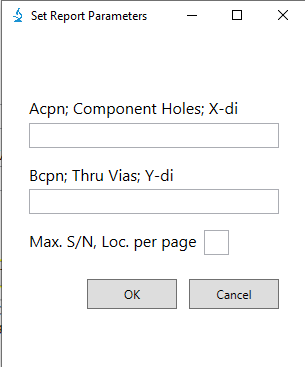 Set Report Parameters
Acpn; Component Holes; X-di
Bcpn; Thru Vias; Y-di
Max. S/N, Loc. per page
OK
Cancel